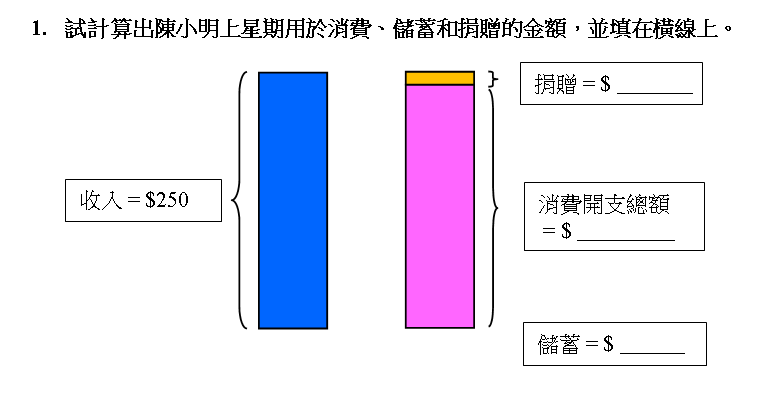 1. 試計算出陳小明上星期用於消費、儲蓄和捐贈的金額，並填在橫線上。
捐贈 = $ _______
收入 = $250
消費開支總額
= $ _________
儲蓄 = $ ______